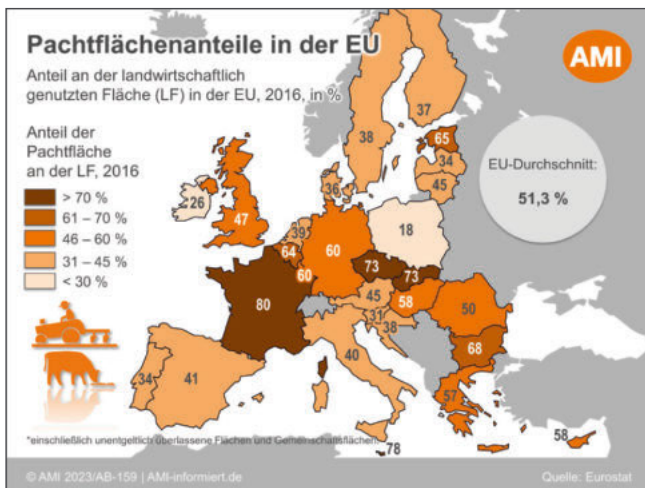 Pachtflächenanteile in der EU
AMI
Anteil an der landwirtschaftlich
genutzten Fläche (LF) in der EU, 2016, in %
Anteil der
Pachtfläche
an der LF, 2016
> 70 %
61 – 70 %
46 – 60 %
31 – 45 %
< 30 %
EU-Durchschnitt:
51,3 %
37
38
65
34
45
36
26
47
39
18
64
60
60
73
73
80
45
58
50
31
38
68
40
34
41
57
58
78
*einschließlich unentgeltlich überlassene Flächen und Gemeinschaftsflächen.
© AMI 2023/AB-159 | AMI-informiert.de
Quelle: Eurostat